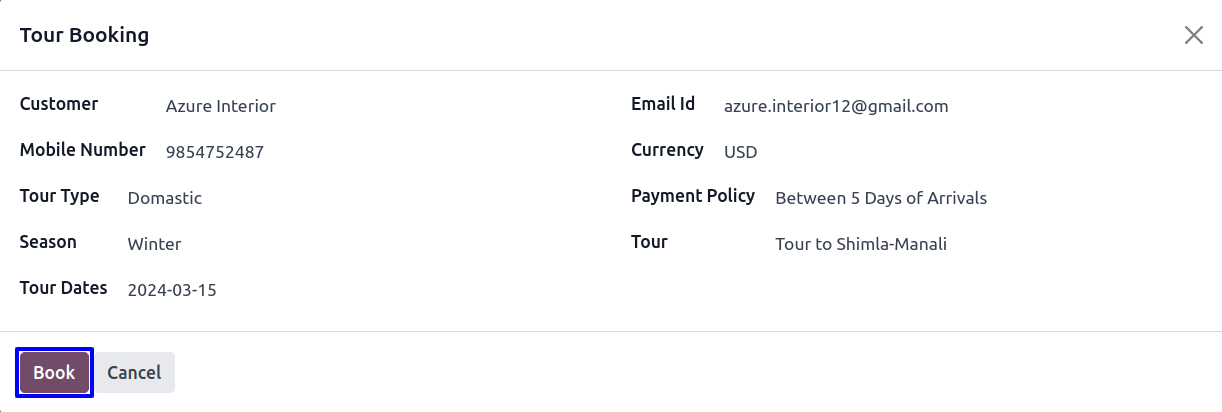 Tour Booking
Customer Azure Interior Email Id azure.interior12@gmail.com
Mobile Number 9854752487 Currency USD
Tour Type Domastic Payment Policy Between 5 Days of Arrivals
Season Winter Tour Tour to Shimla-Manali
Tour Dates 2024-03-15
Book Cancel